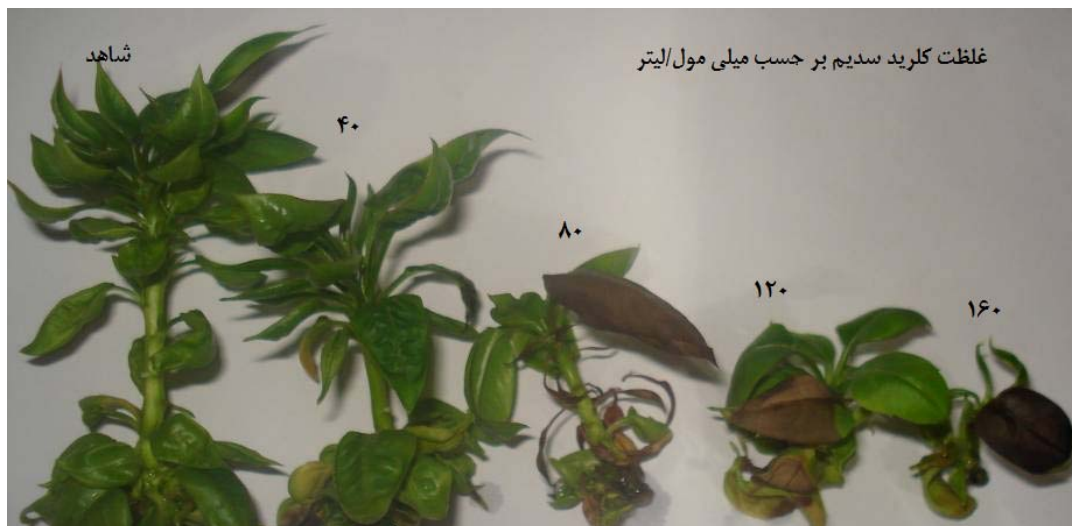 شاهد
غلظت کلرید سدیم بر حسب میلی مول/لیتر
۴۰
۸۰
۱۲۰
۱۶۰